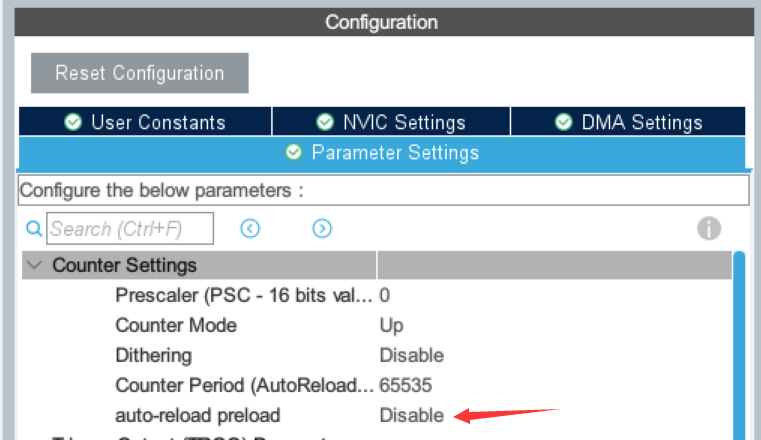 Configuration
Reset Configuration
User Constants NVIC Settings DMA Settings
Parameter Settings
Configure the below parameters :
Search (Ctrl+F)
Counter Settings
Prescaler (PSC - 16 bits val... 0
Counter Mode Up
Dithering Disable
Counter Period (AutoReload... 65535
auto-reload preload Disable